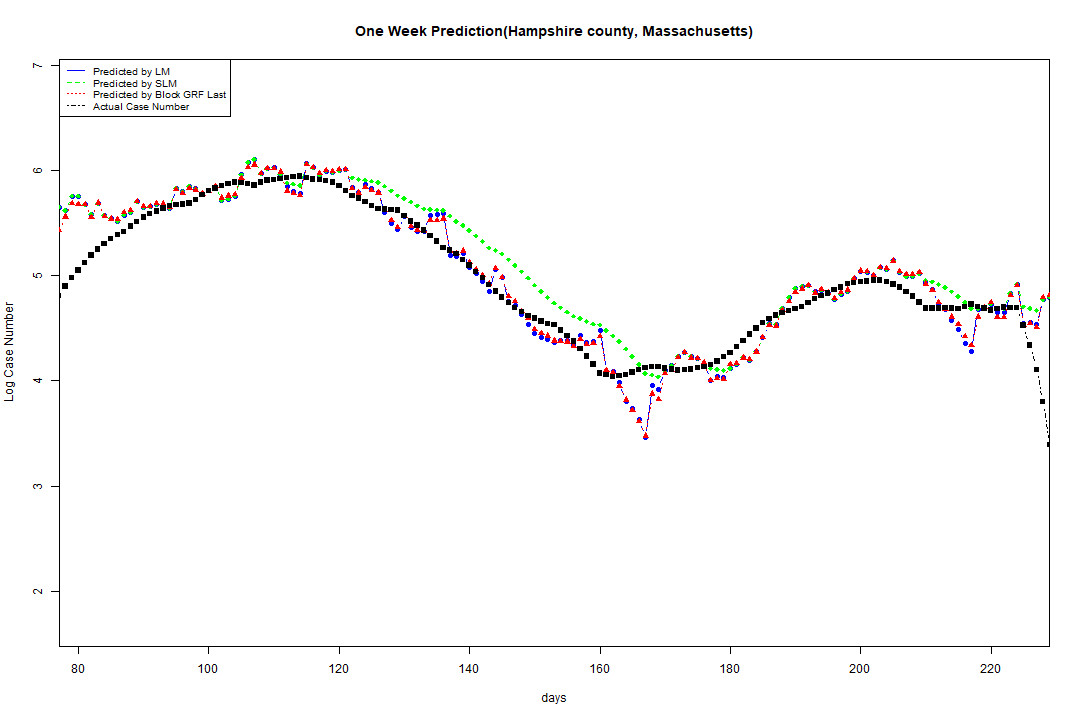 One Week Prediction(Hampshire county, Massachusetts)
7
Predicted by LM
Predicted by SLM
Predicted by Block GRF Last
Actual Case Number
6
5
4
3
2
Log Case Number
80 100 120 140 160 180 200 220
days